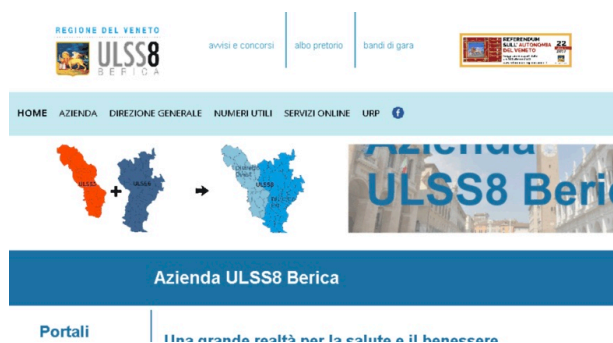 REGIONE DEL VENETO
ULSS8
BERICA
avvisi e concorsi
albo pretorio
bandi di gara
REFERENDUM
SULL'AUTONOMIA
DEL VENETO
22
HOME AZIENDA DIREZIONE GENERALE NUMERI UTILI SERVIZI ONLINE URP
ULSS5
+
ULSS6
ULSS8
Azienda
ULSS8 Beri
Azienda ULSS8 Berica
Portali
Una grande realtà per la salute e il benessere